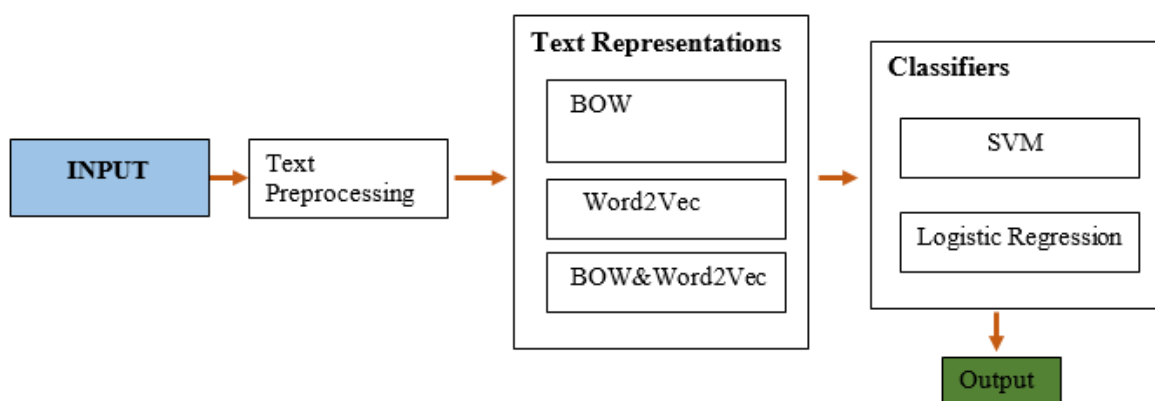 INPUT
Text
Preprocessing
Text Representations
BOW
Word2Vec
BOW&Word2Vec
Classifiers
SVM
Logistic Regression
Output